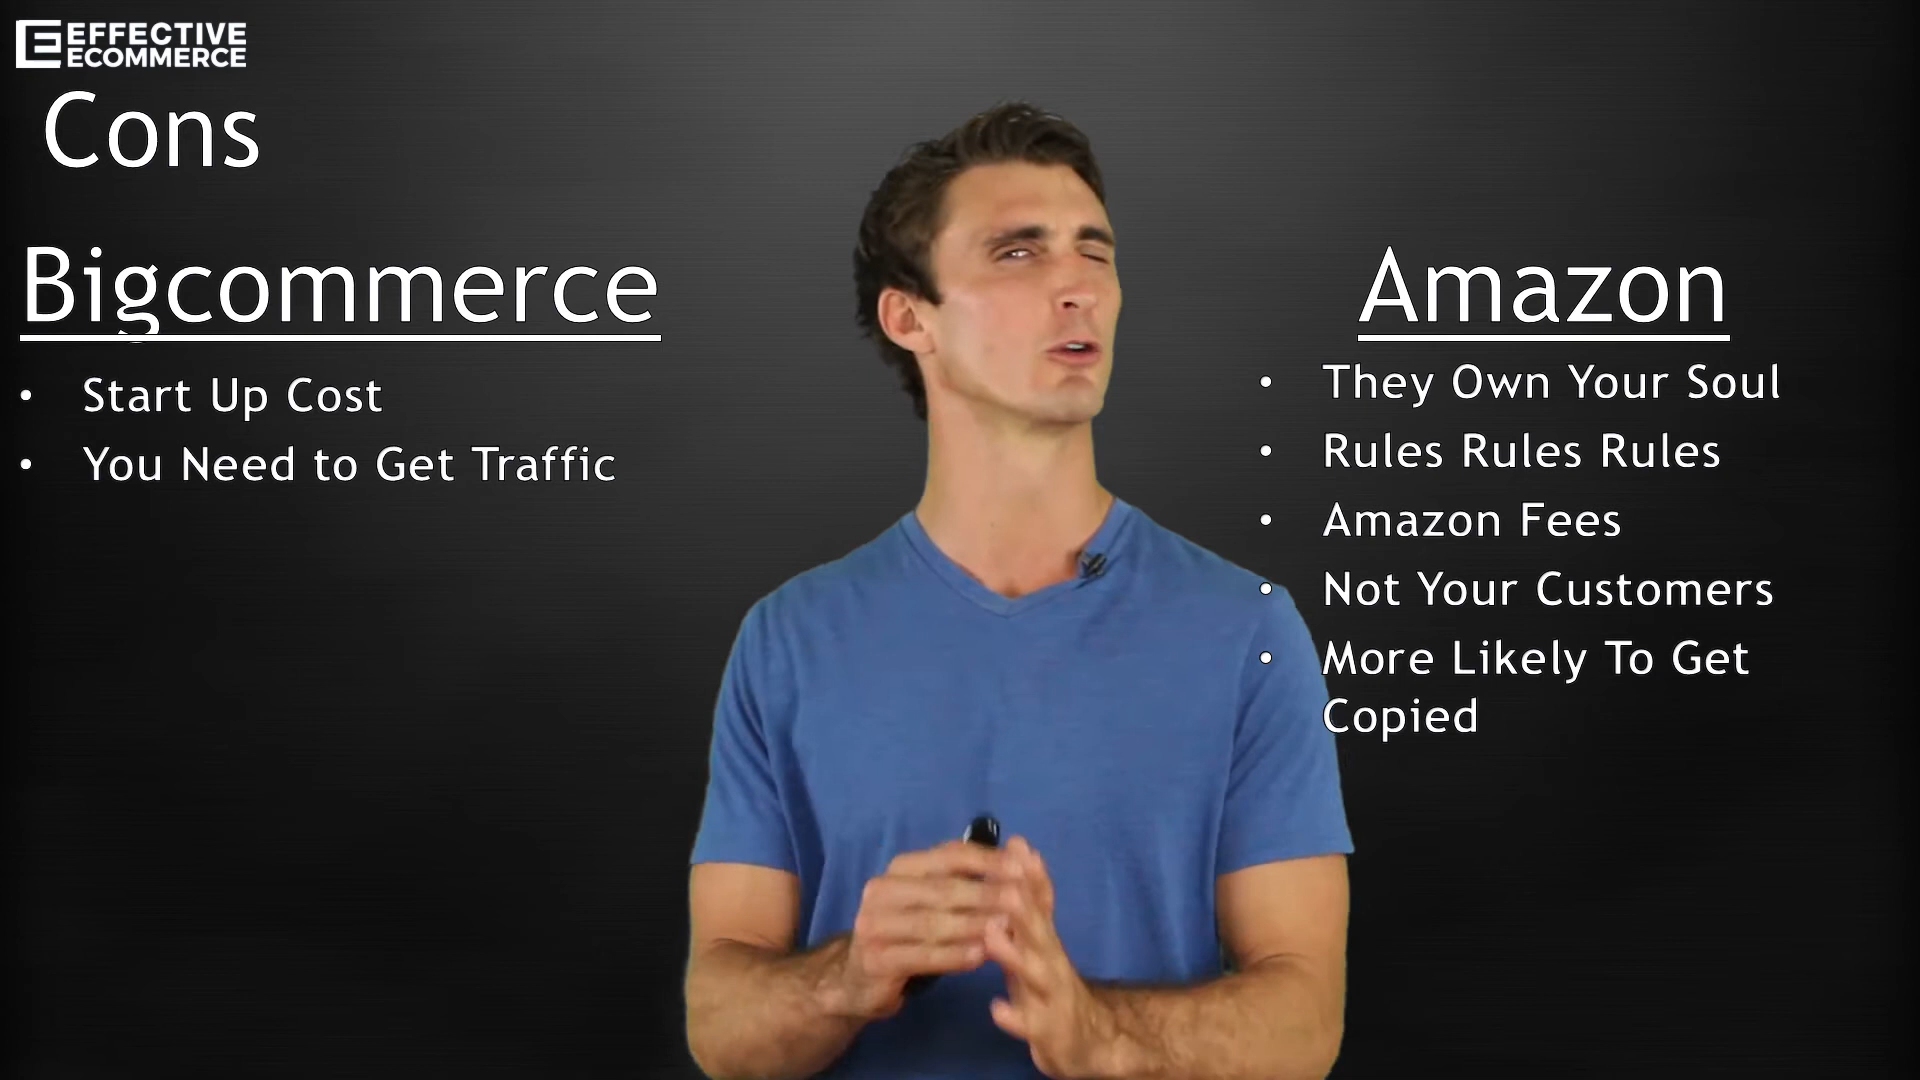 EFFECTIVE
ECOMMERCE
Cons
Bigcommerce
• Start Up Cost
• You Need to Get Traffic
Amazon
• They Own Your Soul
• Rules Rules Rules
• Amazon Fees
• Not Your Customers
• More Likely To Get
Copied